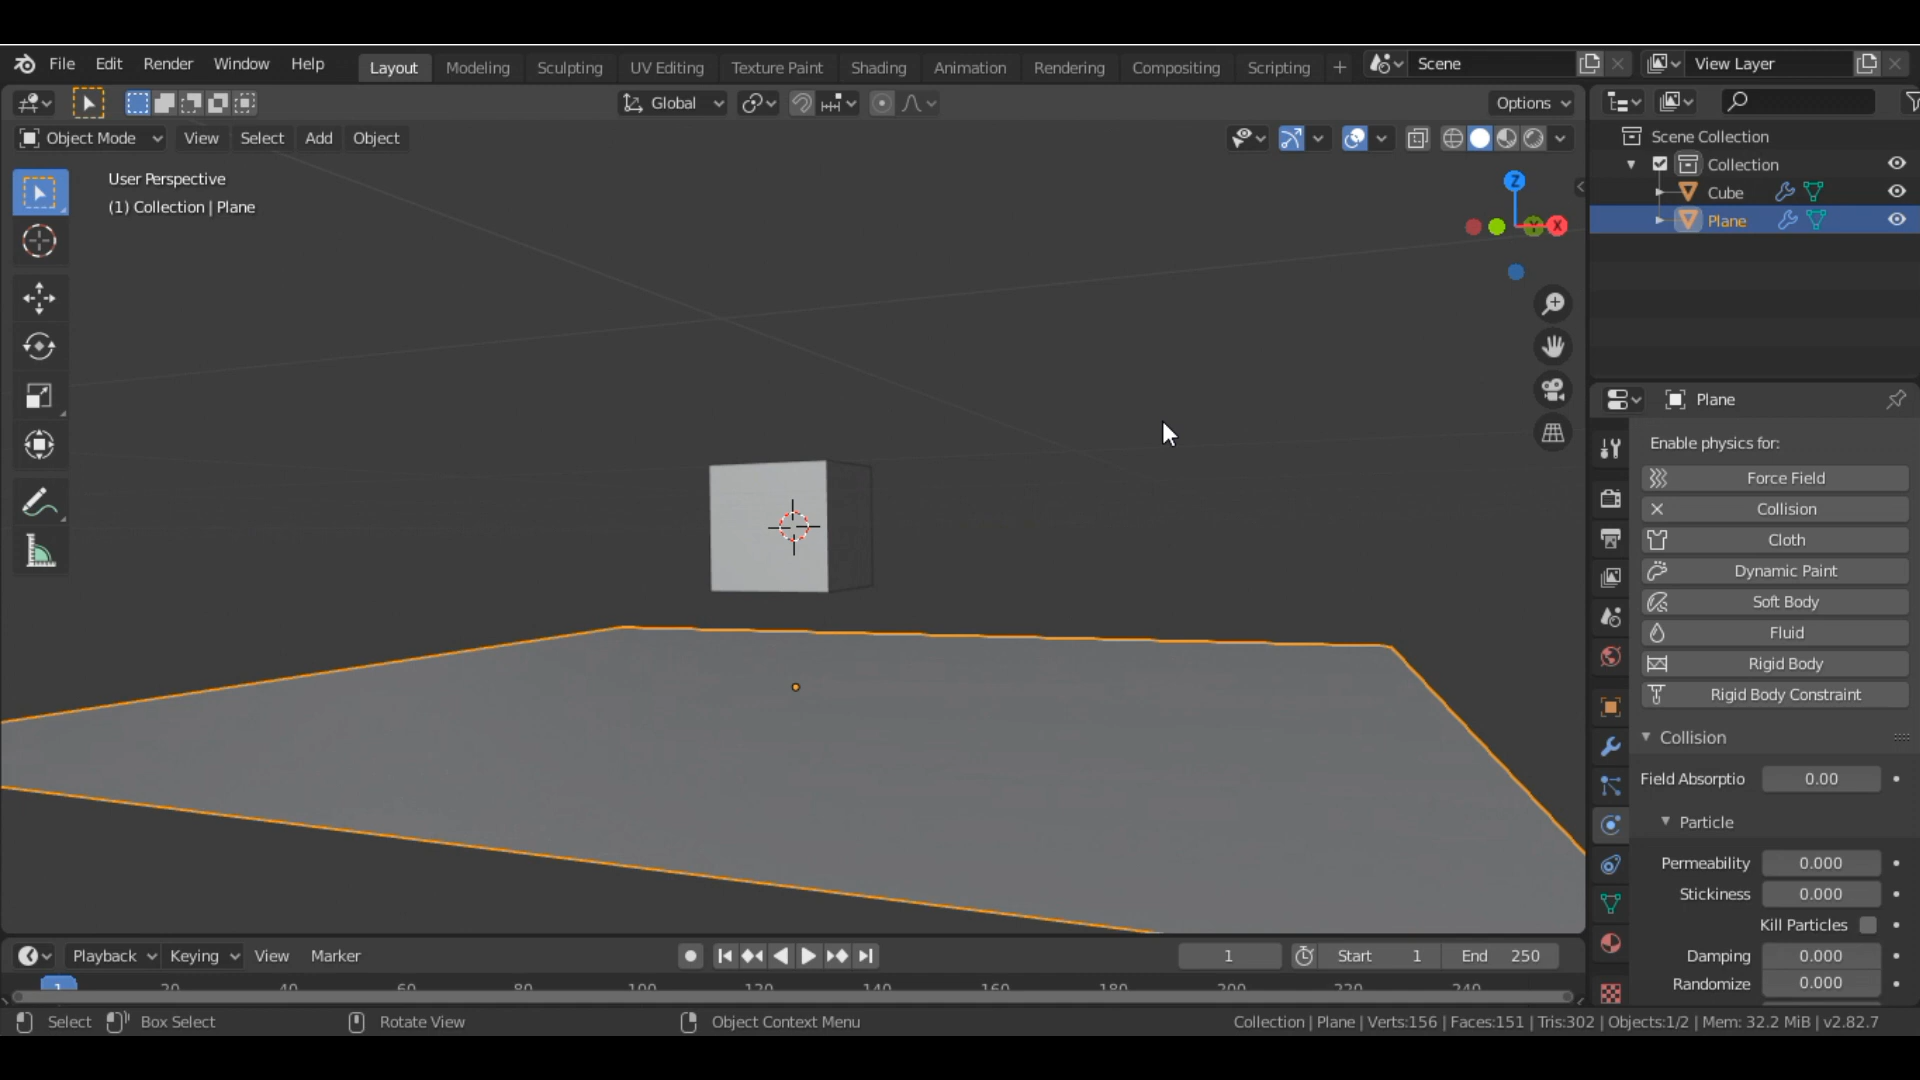 File Edit Render Window Help Layout Modeling Sculpting UV Editing Texture Paint Shading Animation Rendering Compositing Scripting + Scene View Layer
Global Options
Object Mode View Select Add Object
Scene Collection
Collection
Cube
Plane
User Perspective
(1) Collection | Plane
Z
Y
X
Plane
Enable physics for:
Force Field
Collision
Cloth
Dynamic Paint
Soft Body
Fluid
Rigid Body
Rigid Body Constraint
Collision
Field Absorptio 0.00
Particle
Permeability 0.000
Stickiness 0.000
Kill Particles
Damping 0.000
Randomize 0.000
Playback Keying View Marker 1 Start 1 End 250
1 20 40 60 80 100 120 140 160 180 200 220 240
Select Box Select Rotate View Object Context Menu Collection | Plane | Verts:156 | Faces:151 | Tris:302 | Objects:1/2 | Mem: 32.2 MiB | v2.82.7